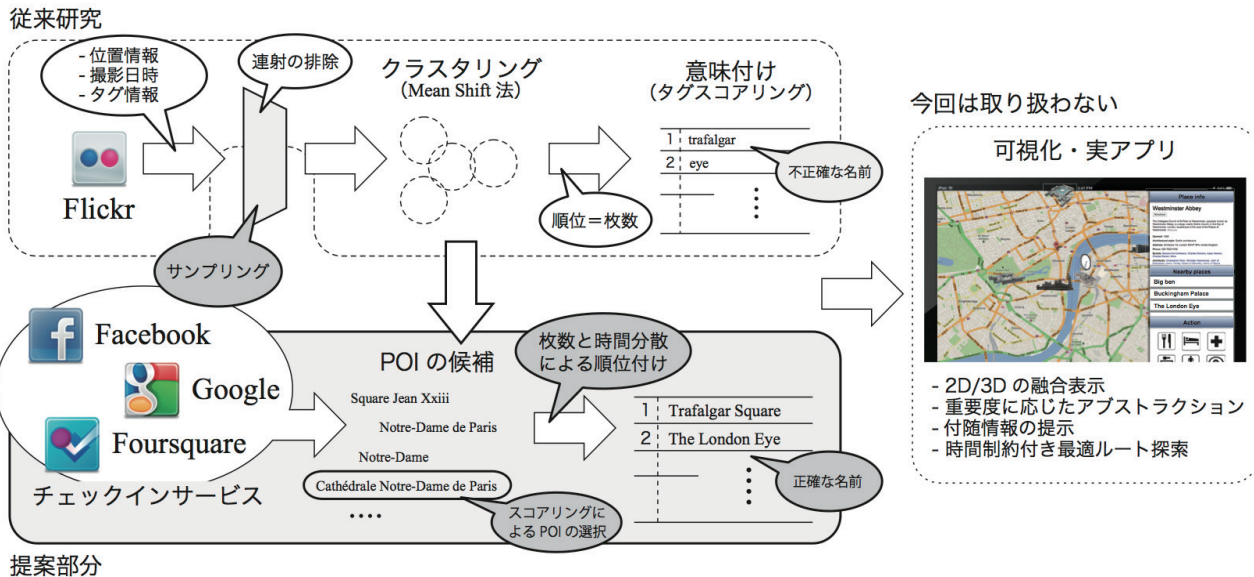 従来研究
- 位置情報
- 撮影日時
- タグ情報
連射の排除
クラスタリング
（Mean Shift 法）
意味付け
（タグスコアリング）
Flickr
1 trafalgar
2 eye
不正確な名前
順位＝枚数
サンプリング
Facebook
Google
Foursquare
チェックインサービス
POI の候補
Square Jean Xxiii
Notre-Dame de Paris
Notre-Dame
Cathédrale Notre-Dame de Paris
スコアリングに
よる POI の選択
枚数と時間分散
による順位付け
1 Trafalgar Square
2 The London Eye
正確な名前
提案部分
今回は取り扱わない
可視化・実アプリ
Place info
Westminster Abbey
Nearby places
Big ben
Buckingham Palace
The London Eye
Action
- 2D/3D の融合表示
- 重要度に応じたアブストラクション
- 付随情報の提示
- 時間制約付き最適ルート探索